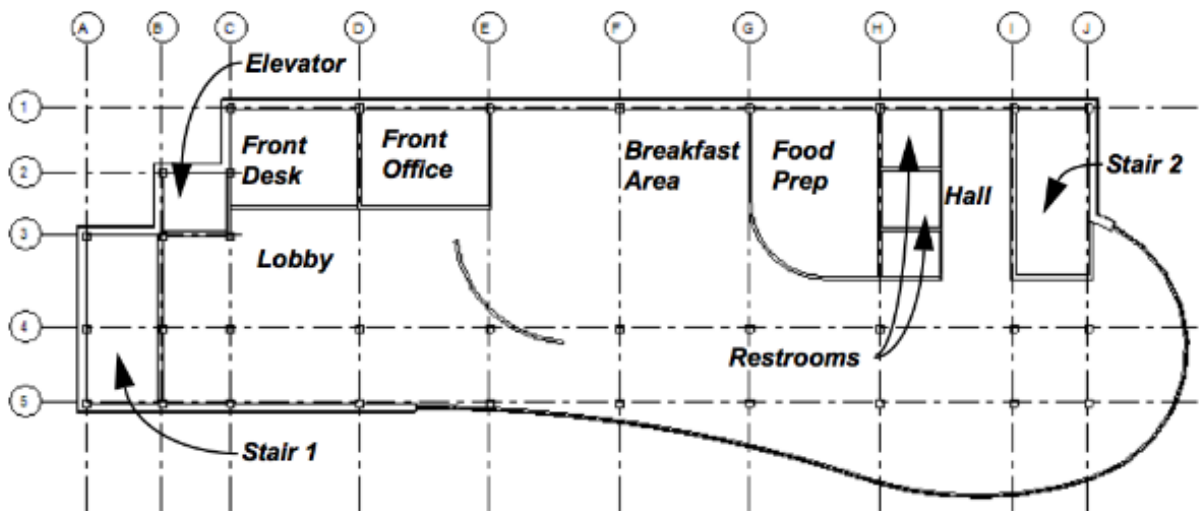 A B C D E F G H I J
Elevator
1
Front
Desk
Front
Office
Breakfast
Area
Food
Prep
2
Stair 2
Hall
3
Lobby
4
Restrooms
5
Stair 1